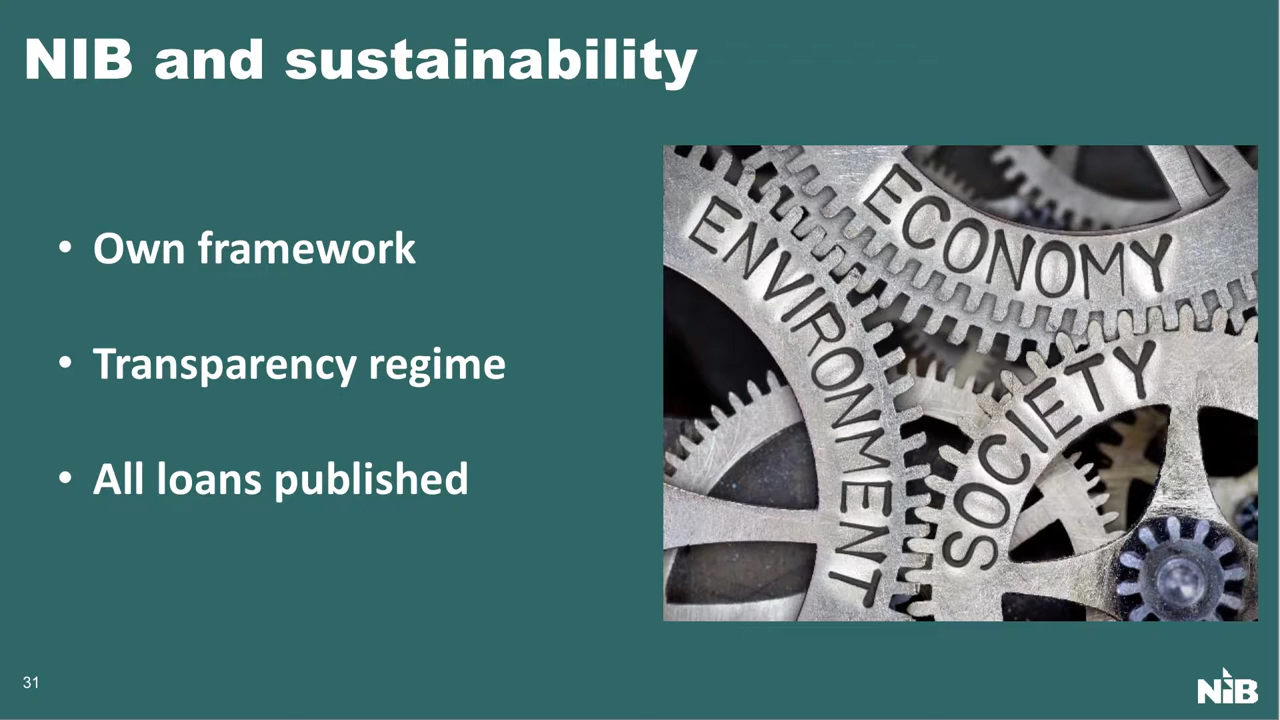 NIB and sustainability
• Own framework
• Transparency regime
• All loans published
ECONOMY
ENVIRONMENT
SOCIETY
31
NIB